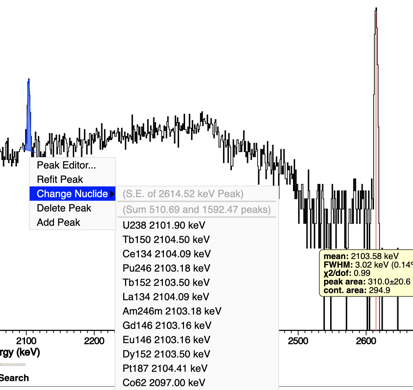 Peak Editor...
Refit Peak
Change Nuclide
Delete Peak
Add Peak
(S.E. of 2614.52 keV Peak)
(Sum 510.69 and 1592.47 peaks)
U238 2101.90 keV
Tb150 2104.50 keV
Ce134 2104.09 keV
Pu246 2103.18 keV
Tb152 2103.50 keV
La134 2104.09 keV
Am246m 2103.18 keV
Gd146 2103.16 keV
Eu146 2103.16 keV
Dy152 2103.50 keV
Pt187 2104.41 keV
Co62 2097.00 keV
mean: 2103.58 keV
FWHM: 3.02 keV (0.14%
χ2/dof: 0.99
peak area: 310.0±20.6
cont. area: 294.9
2100 2200 2500 2600
rgy (keV)
Search